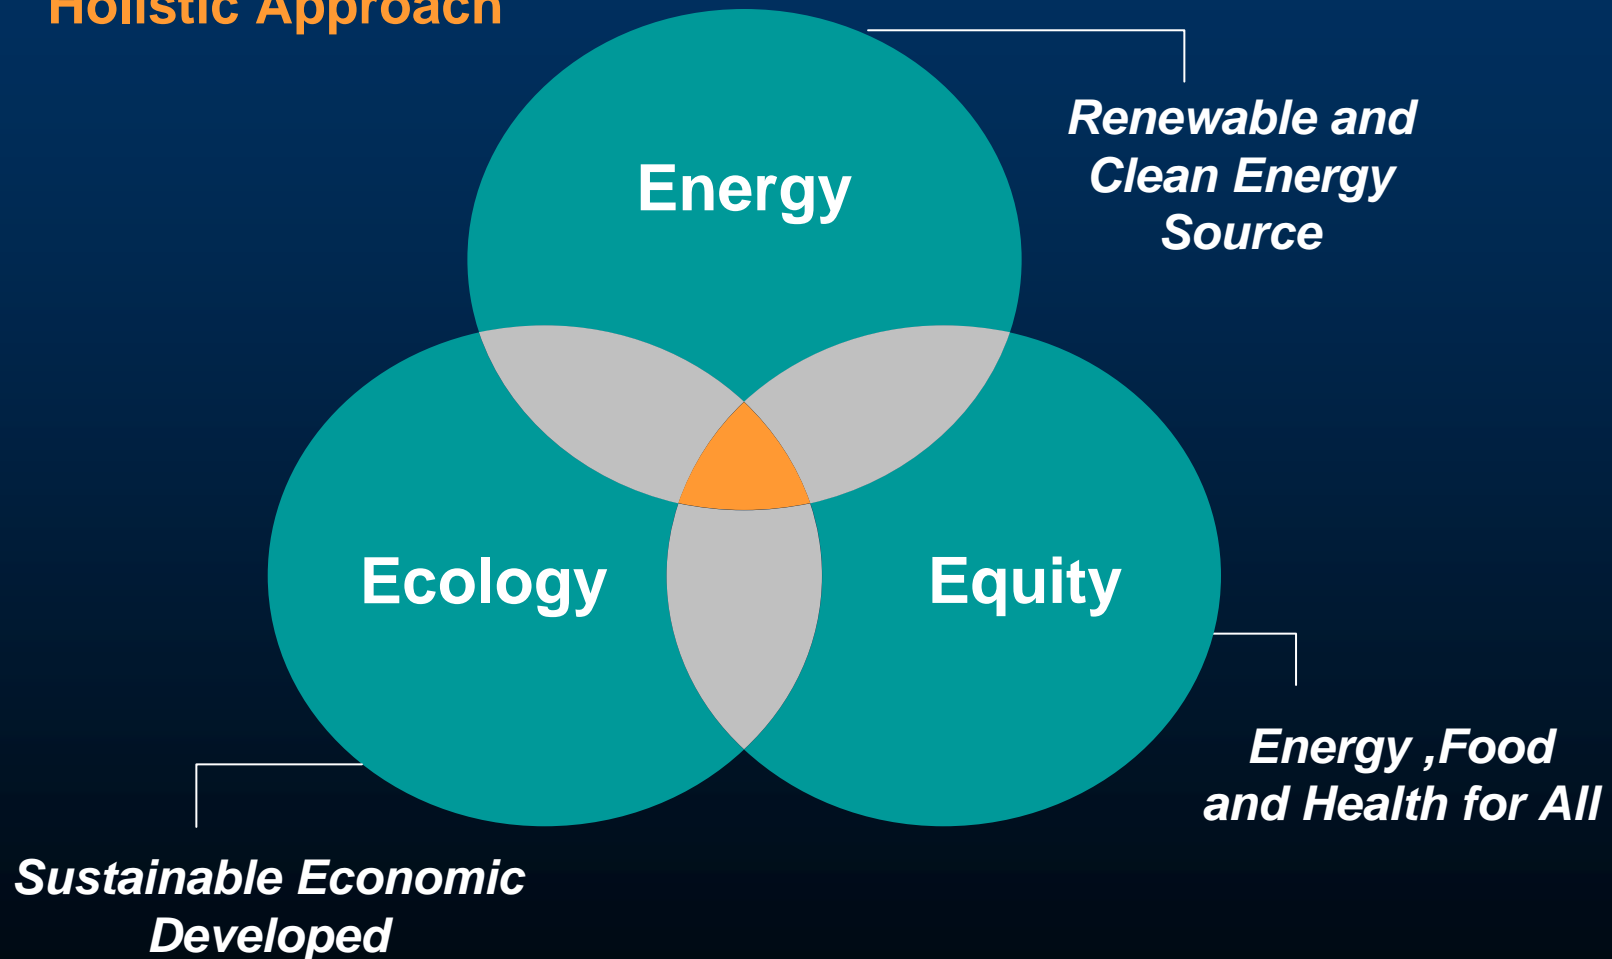 Holistic Approach
Energy
Renewable and
Clean Energy
Source
Ecology
Equity
Energy ,Food
and Health for All
Sustainable Economic
Developed